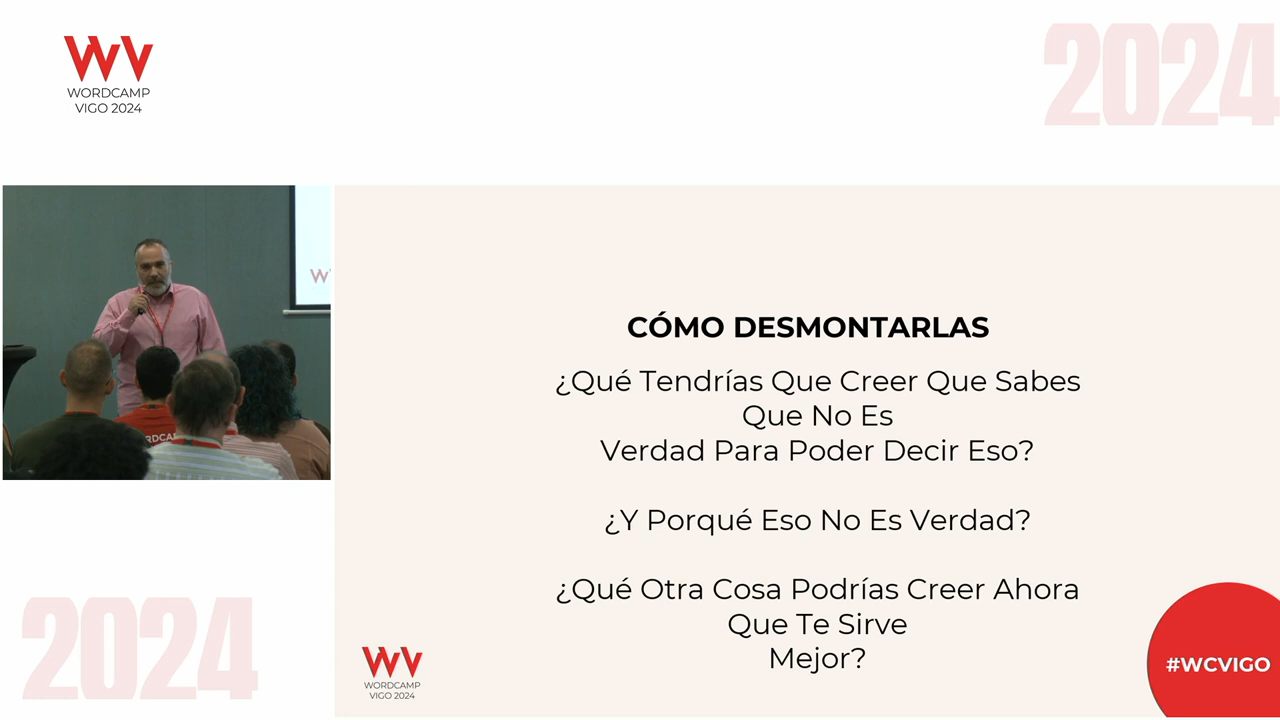 WORDCAMP
VIGO 2024
2024
W
RDCAM
CÓMO DESMONTARLAS
¿Qué Tendrías Que Creer Que Sabes
Que No Es
Verdad Para Poder Decir Eso?
¿Y Porqué Eso No Es Verdad?
¿Qué Otra Cosa Podrías Creer Ahora
Que Te Sirve
Mejor?
2024
WORDCAMP
VIGO 2024
#WCVIGO